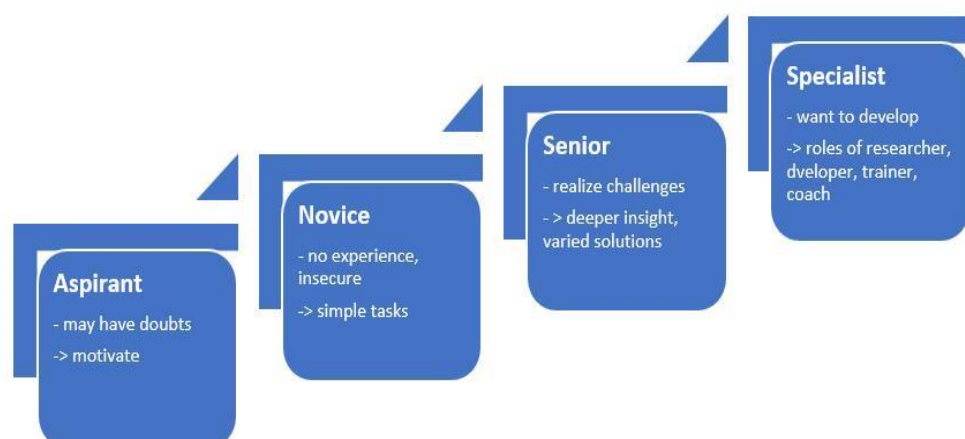 Aspirant
- may have doubts
-> motivate
Novice
- no experience,
insecure
-> simple tasks
Senior
- realize challenges
- > deeper insight,
varied solutions
Specialist
- want to develop
-> roles of researcher,
dveloper, trainer,
coach